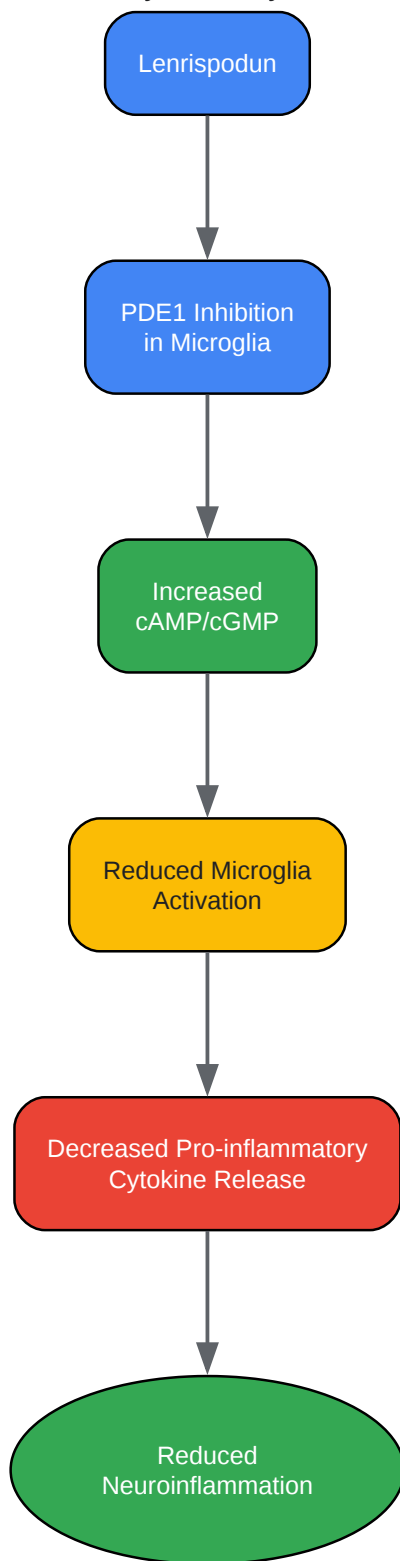 Lenrispodun
PDE1 Inhibition
in Microglia
Increased
cAMP/cGMP
Reduced Microglia
Activation
Decreased Pro-inflammatory
Cytokine Release
Reduced
Neuroinflammation